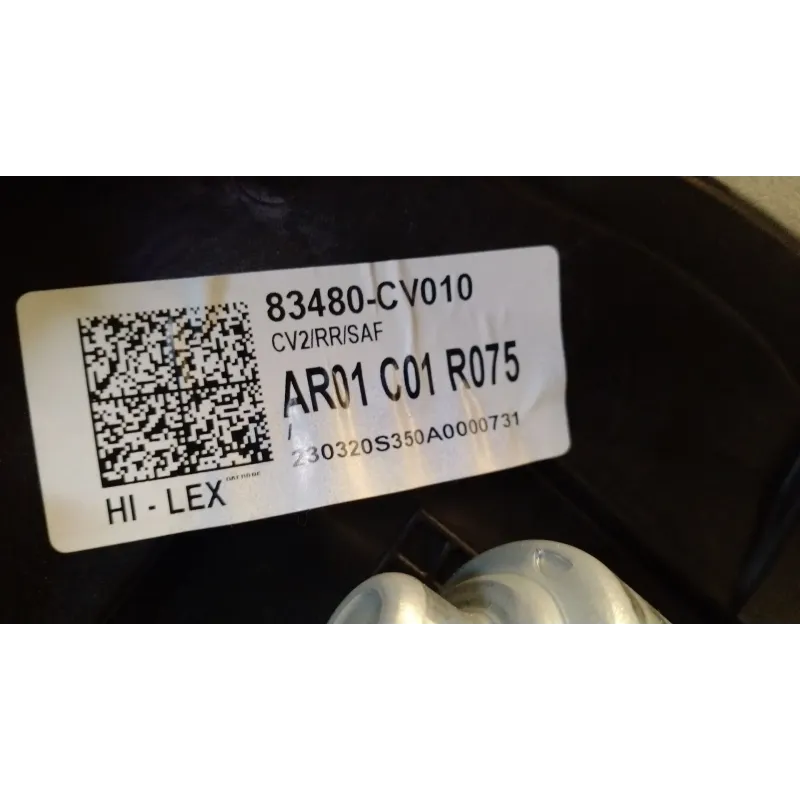 83480-CV010
CV2/RR/SAF
AR01 C01 R075
/
230320S350A0000731
HI - LEX